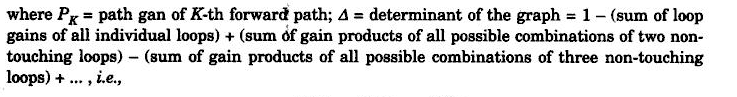 where P_K = path gan of K-th forward path; Δ = determinant of the graph = 1 – (sum of loop
gains of all individual loops) + (sum of gain products of all possible combinations of two non-
touching loops) – (sum of gain products of all possible combinations of three non-touching
loops) + ... , i.e.,